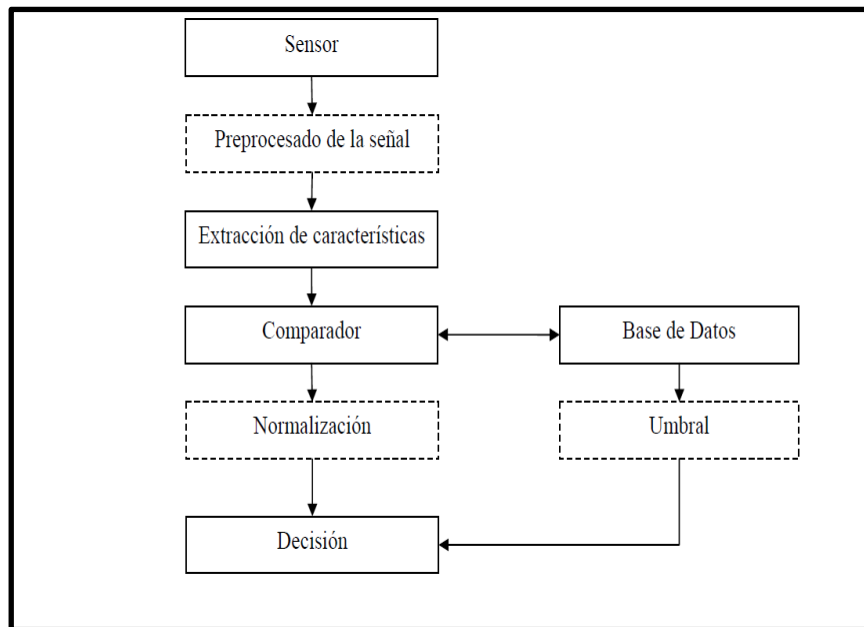 Sensor
Preprocesado de la señal
Extracción de características
Comparador
Base de Datos
Normalización
Umbral
Decisión